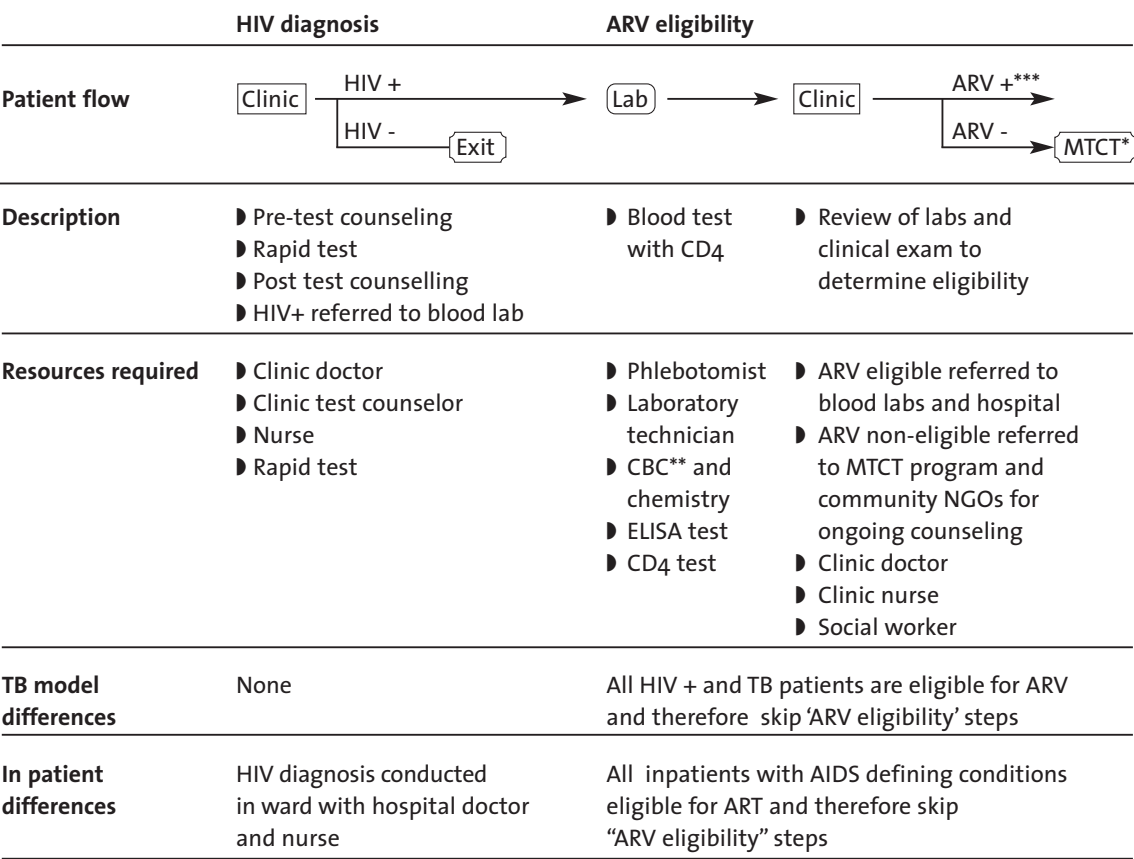 HIV diagnosis
ARV eligibility
Patient flow
Clinic
HIV +
HIV -
Exit
Lab
Clinic
ARV +***
ARV -
MTCT*
Description
◗ Pre-test counseling
◗ Rapid test
◗ Post test counselling
◗ HIV+ referred to blood lab
◗ Blood test
with CD4
◗ Review of labs and
clinical exam to
determine eligibility
Resources required
◗ Clinic doctor
◗ Clinic test counselor
◗ Nurse
◗ Rapid test
◗ Phlebotomist
◗ Laboratory
technician
◗ CBC** and
chemistry
◗ ELISA test
◗ CD4 test
◗ ARV eligible referred to
blood labs and hospital
◗ ARV non-eligible referred
to MTCT program and
community NGOs for
ongoing counseling
◗ Clinic doctor
◗ Clinic nurse
◗ Social worker
TB model
differences
None
All HIV + and TB patients are eligible for ARV
and therefore skip ‘ARV eligibility’ steps
In patient
differences
HIV diagnosis conducted
in ward with hospital doctor
and nurse
All inpatients with AIDS defining conditions
eligible for ART and therefore skip
“ARV eligibility” steps